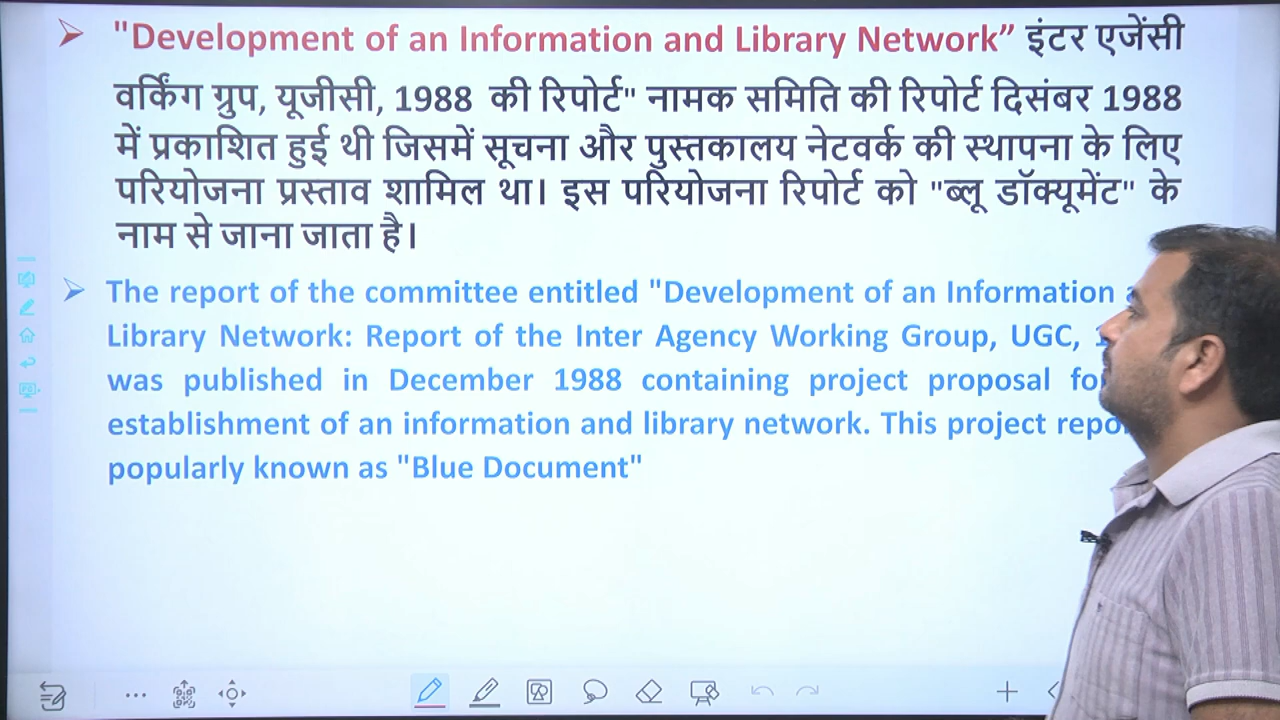 ➤ "Development of an Information and Library Network” इंटर एजेंसी
वर्किंग ग्रुप, यूजीसी, 1988 की रिपोर्ट" नामक समिति की रिपोर्ट दिसंबर 1988
में प्रकाशित हुई थी जिसमें सूचना और पुस्तकालय नेटवर्क की स्थापना के लिए
परियोजना प्रस्ताव शामिल था। इस परियोजना रिपोर्ट को "ब्लू डॉक्यूमेंट" के
नाम से जाना जाता है।
➤ The report of the committee entitled "Development of an Information
Library Network: Report of the Inter Agency Working Group, UGC,
was published in December 1988 containing project proposal
establishment of an information and library network. This project
popularly known as "Blue Document"